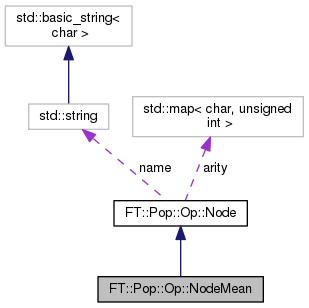 std::basic_string<
char >
std::string
std::map< char, unsigned
int >
name
arity
FT::Pop::Op::Node
FT::Pop::Op::NodeMean